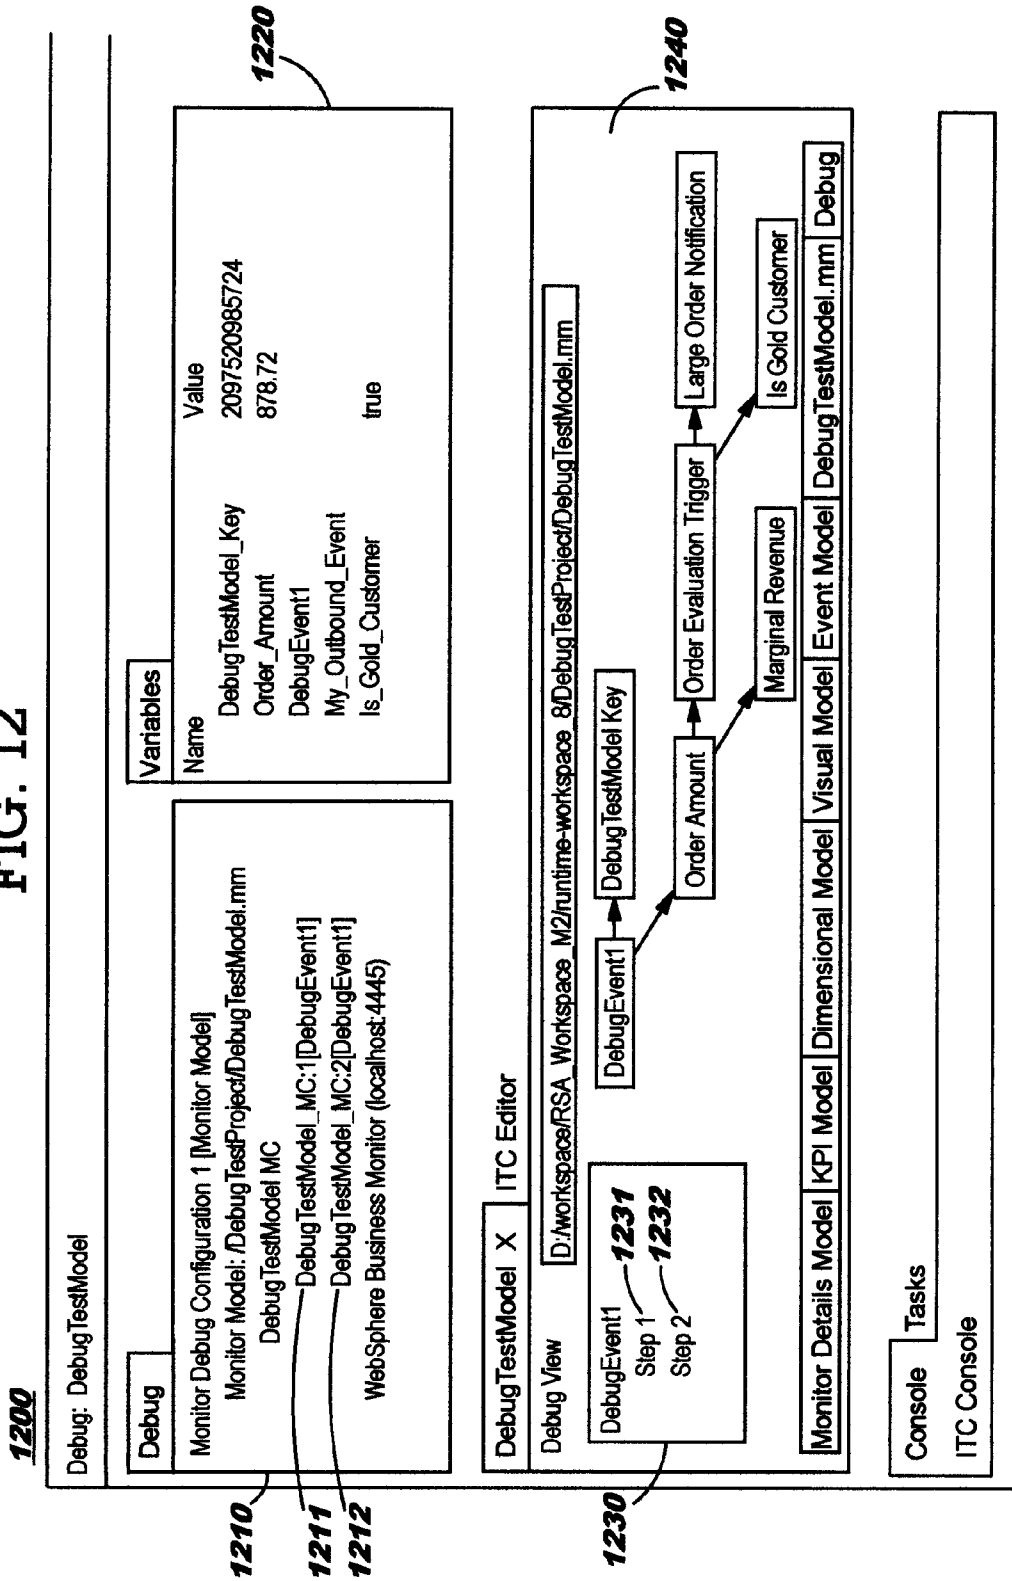 FIG. 12
1200
Debug: DebugTestModel
Debug
Monitor Debug Configuration 1 [Monitor Model]
Monitor Model: /DebugTestProject/DebugTestModel.mm
DebugTestModel MC
DebugTestModel_MC:1[DebugEvent1]
DebugTestModel_MC:2[DebugEvent1]
WebSphere Business Monitor (localhost:4445)
1210
1211
1212
Variables
Name Value
DebugTestModel_Key 2097520985724
Order_Amount 878.72
DebugEvent1
My_Outbound_Event
Is_Gold_Customer true
1220
DebugTestModel X ITC Editor
Debug View
D:/workspace/RSA_Workspace_M2/runtime-workspace_8/DebugTestProject/DebugTestModel.mm
DebugEvent1
Step 1
Step 2
1231
1232
1230
DebugEvent1
DebugTestModel Key
Order Amount
Order Evaluation Trigger
Large Order Notification
Marginal Revenue
Is Gold Customer
1240
Monitor Details Model KPI Model Dimensional Model Visual Model Event Model DebugTestModel.mm Debug
Console Tasks
ITC Console